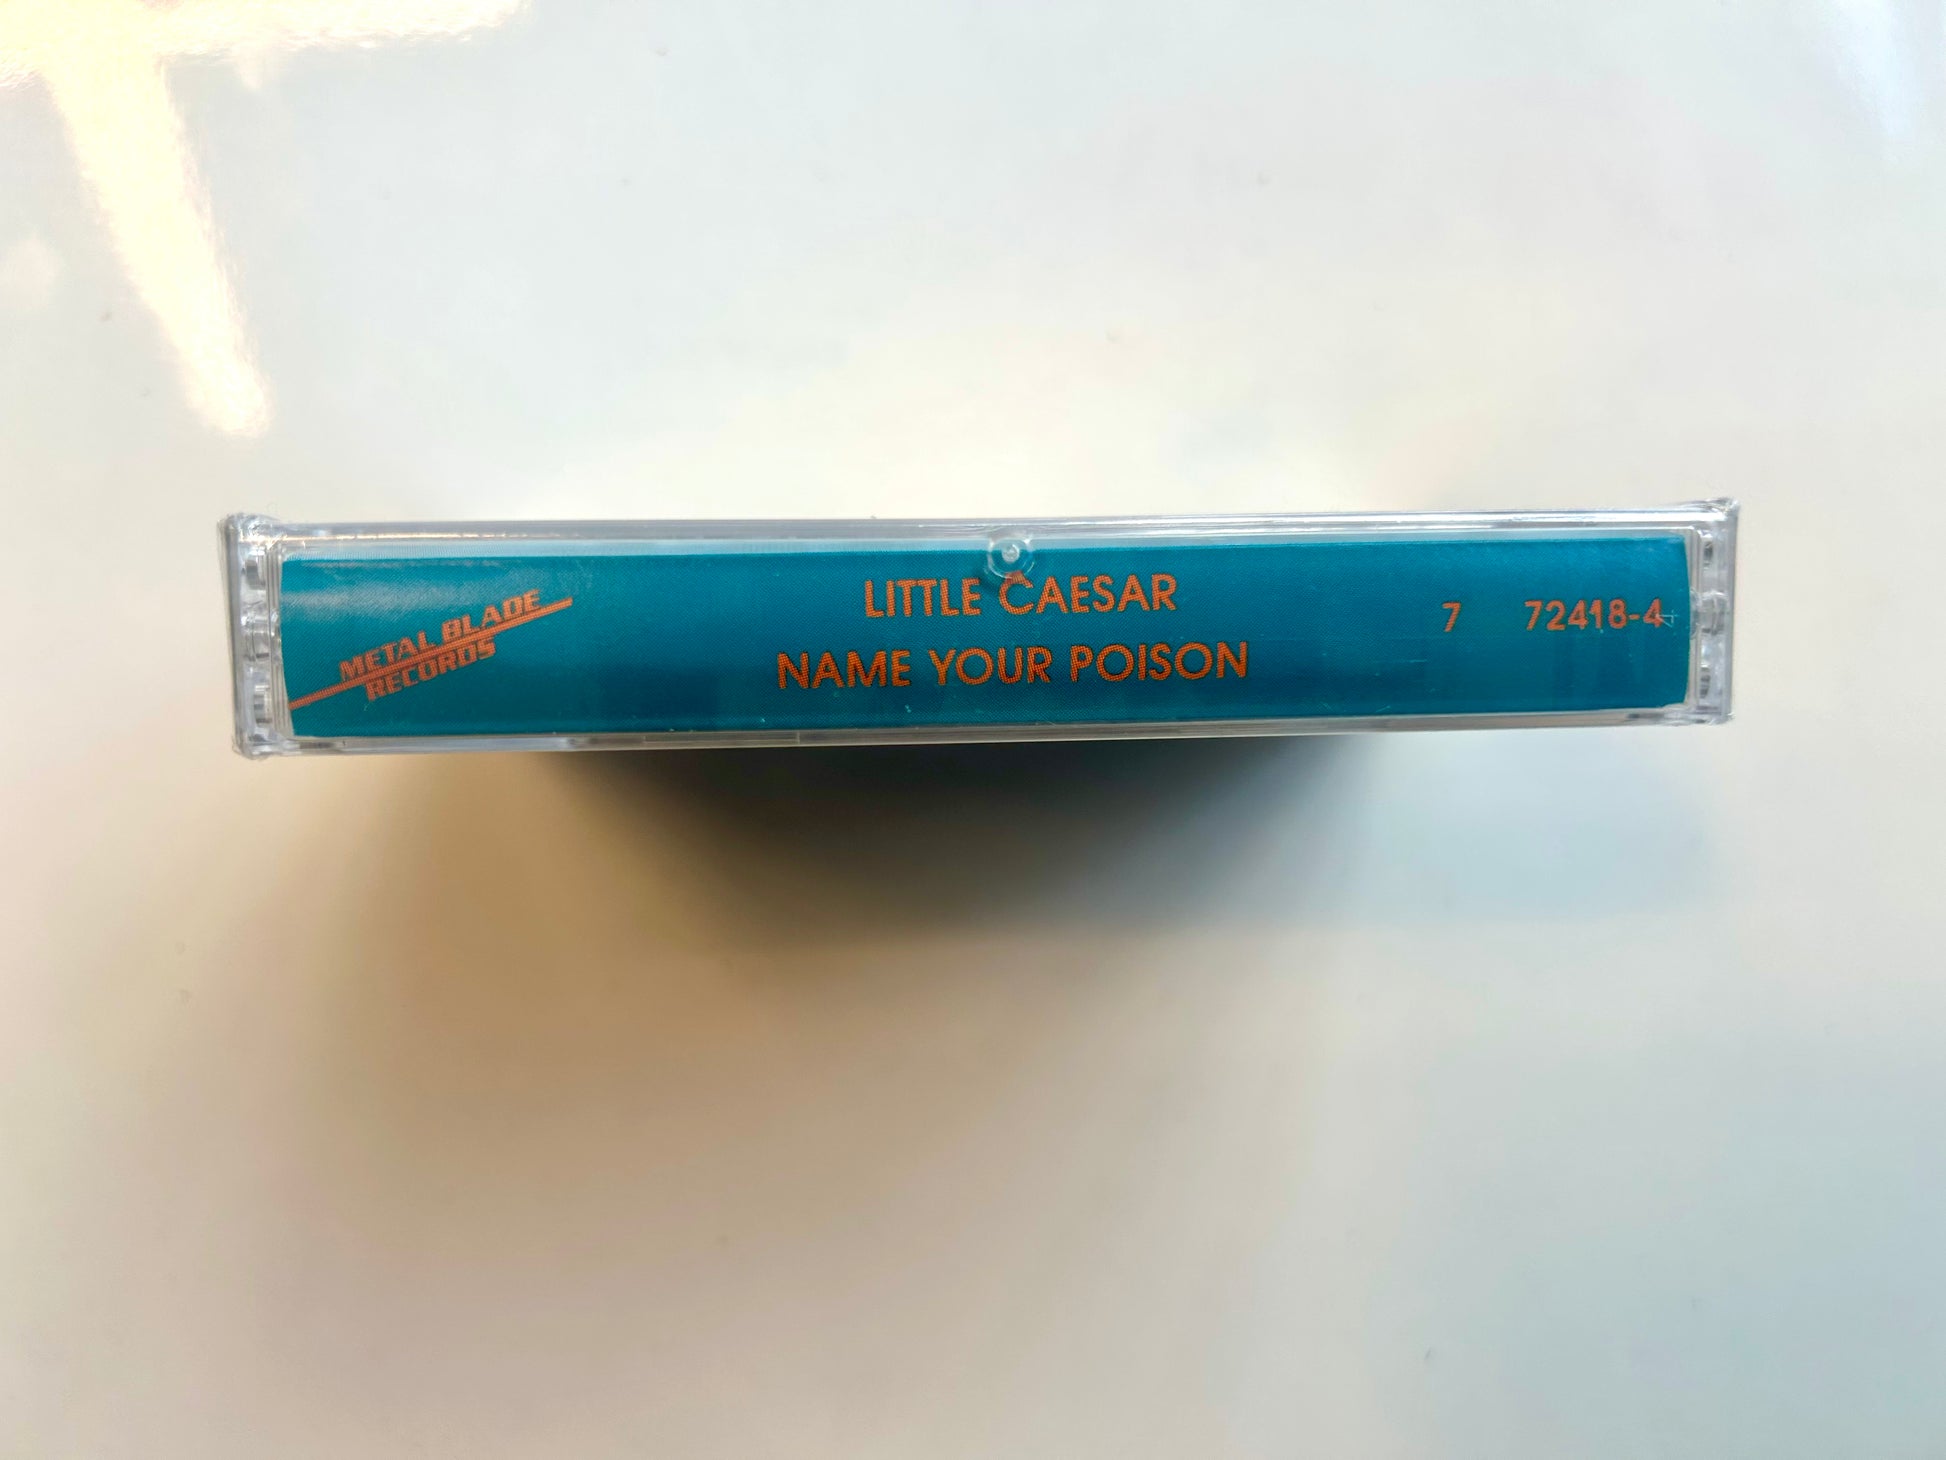 METAL BLADE
RECORDS
LITTLE CAESAR
NAME YOUR POISON
7 72418-4